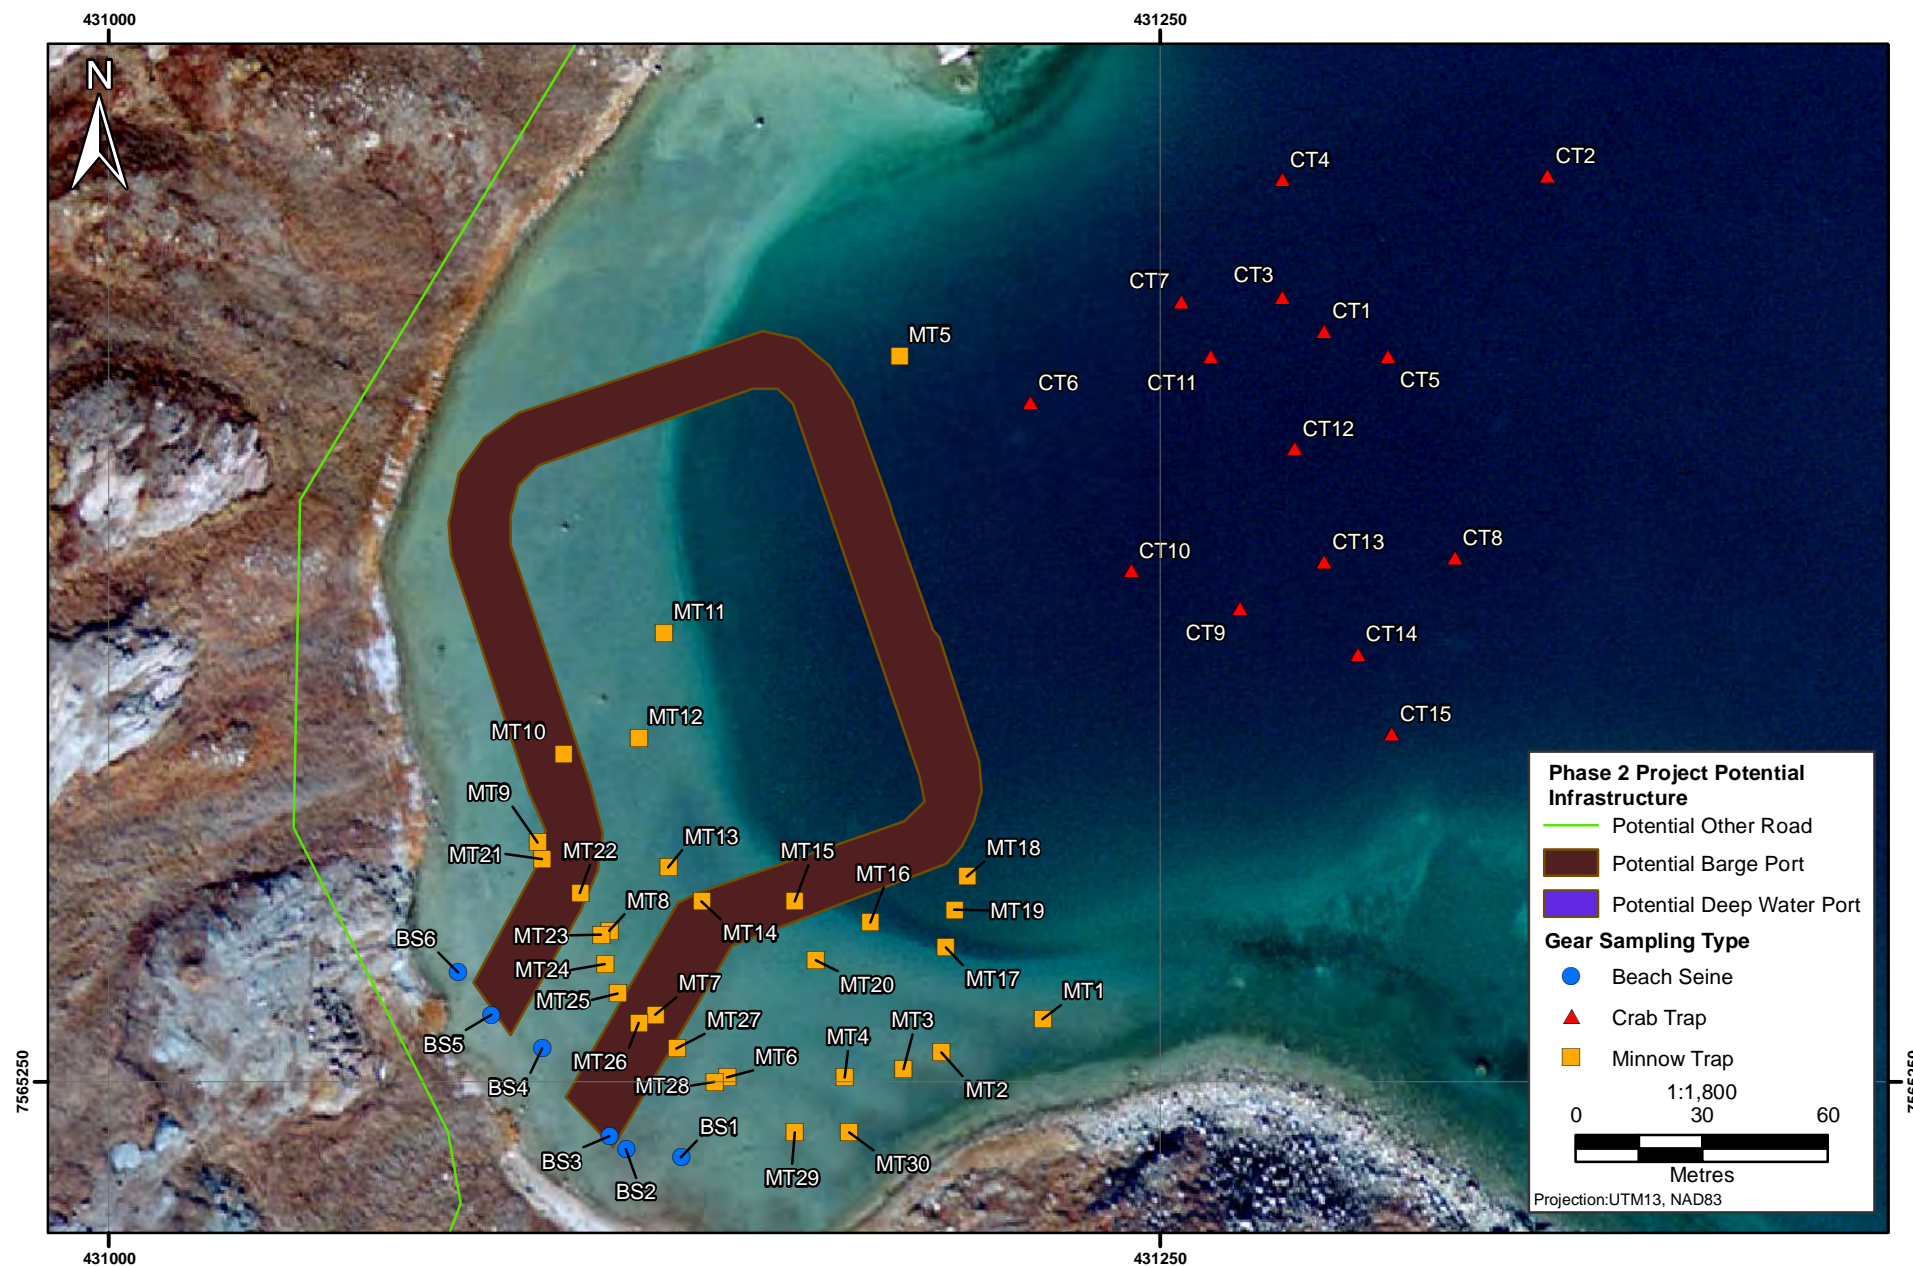 431000
431250
N
CT4
CT2
CT7
CT3
CT1
MT5
CT6
CT11
CT5
CT12
CT10
CT13
CT8
MT11
CT9
CT14
MT10
MT12
CT15
MT9
MT21
MT22
MT13
MT15
MT18
MT16
MT8
MT19
BS6
MT23
MT14
MT24
MT17
MT25
MT7
MT20
MT1
BS5
MT27
MT4
MT3
MT26
MT6
BS4
MT28
MT2
BS1
BS3
MT29
MT30
BS2
7565250
7565250
Phase 2 Project Potential
Infrastructure
Potential Other Road
Potential Barge Port
Potential Deep Water Port
Gear Sampling Type
Beach Seine
Crab Trap
Minnow Trap
1:1,800
0 30 60
Metres
Projection:UTM13, NAD83
431000
431250